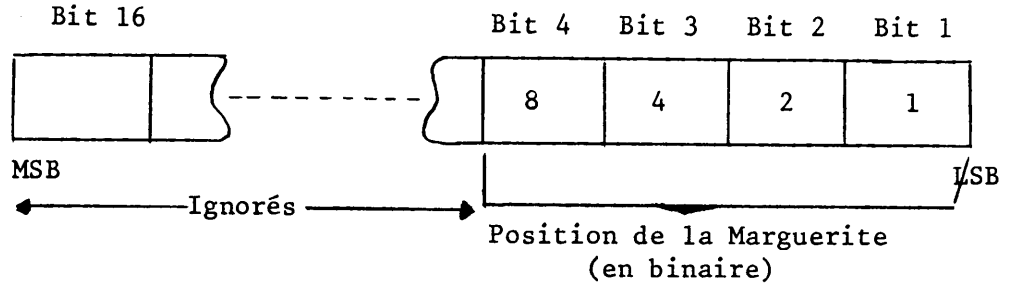 Bit 16
Bit 4 Bit 3 Bit 2 Bit 1
8 4 2 1
MSB LSB
Ignorés
Position de la Marguerite
(en binaire)